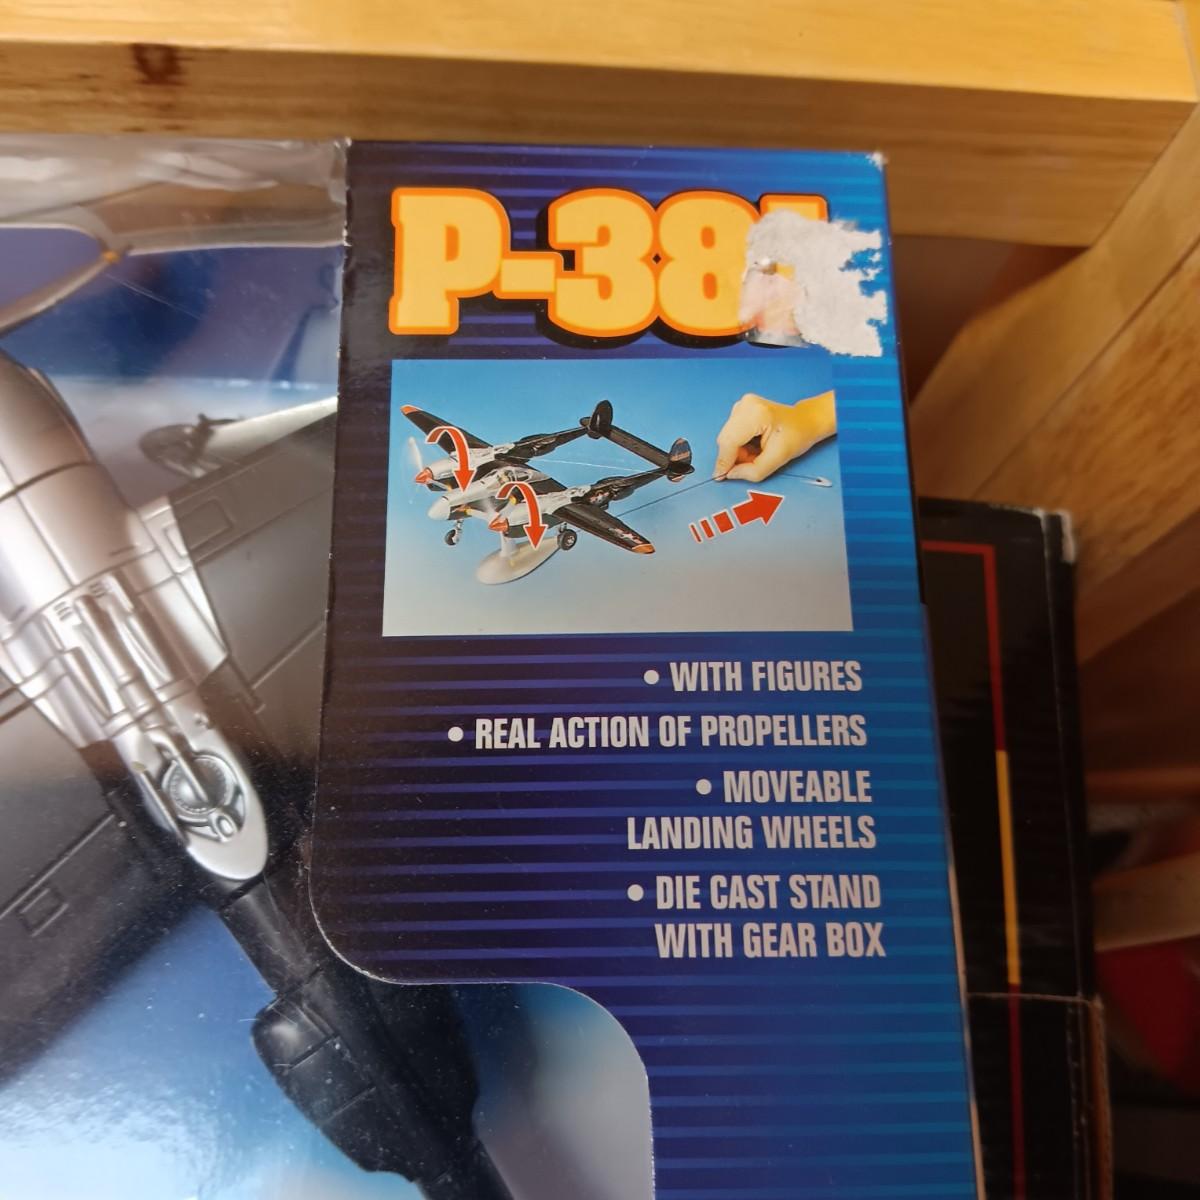 P-38
• WITH FIGURES
• REAL ACTION OF PROPELLERS
• MOVEABLE
LANDING WHEELS
• DIE CAST STAND
WITH GEAR BOX